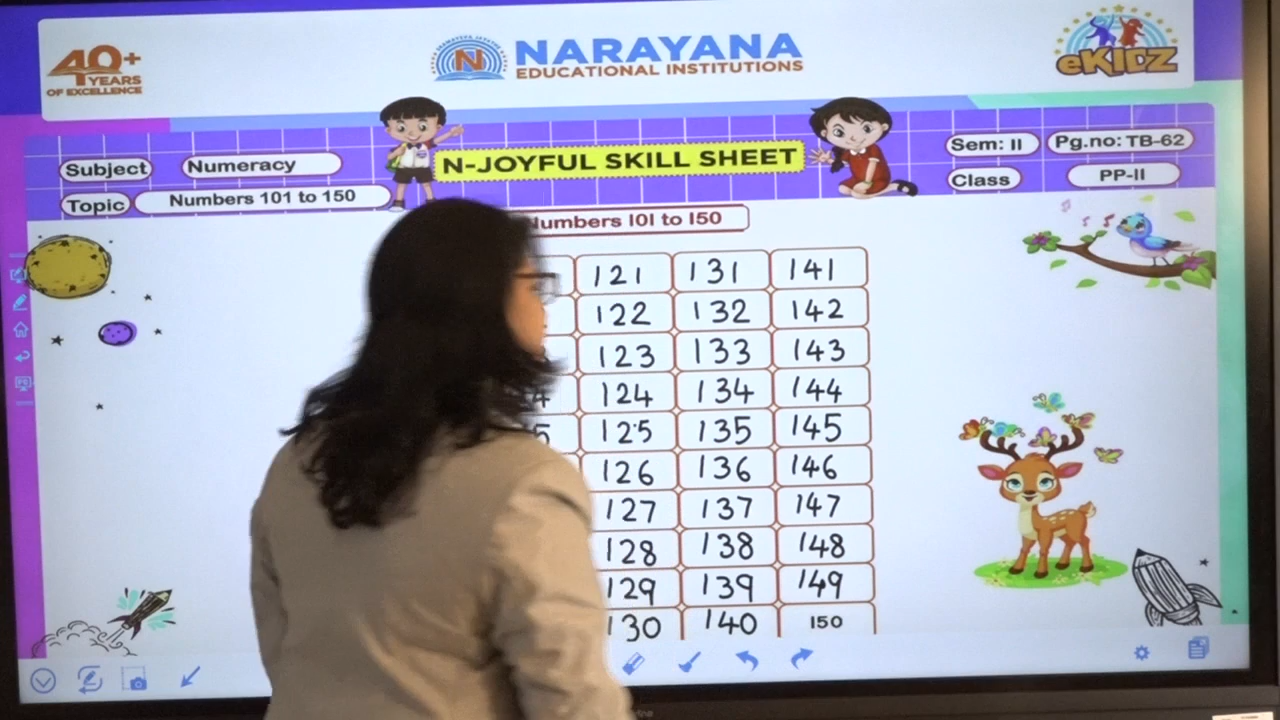 40+
YEARS
OF EXCELLENCE
NARAYANA
EDUCATIONAL INSTITUTIONS
eKIDZ
Subject Numeracy
N-JOYFUL SKILL SHEET
Sem: II Pg.no: TB-62
Topic Numbers 101 to 150
Class PP-II
Numbers 101 to 150
121 131 141
122 132 142
123 133 143
4 124 134 144
5 125 135 145
126 136 146
127 137 147
128 138 148
129 139 149
130 140 150